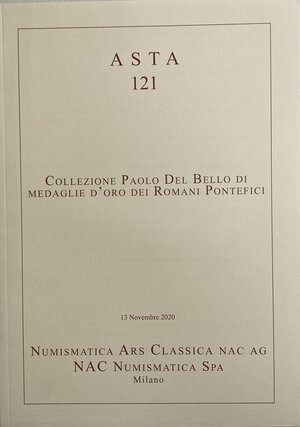 ASTA
121
COLLEZIONE PAOLO DEL BELLO DI
MEDAGLIE D'ORO DEI ROMANI PONTEFICI
13 Novembre 2020
NUMISMATICA ARS CLASSICA NAC AG
NAC NUMISMATICA SPA
Milano